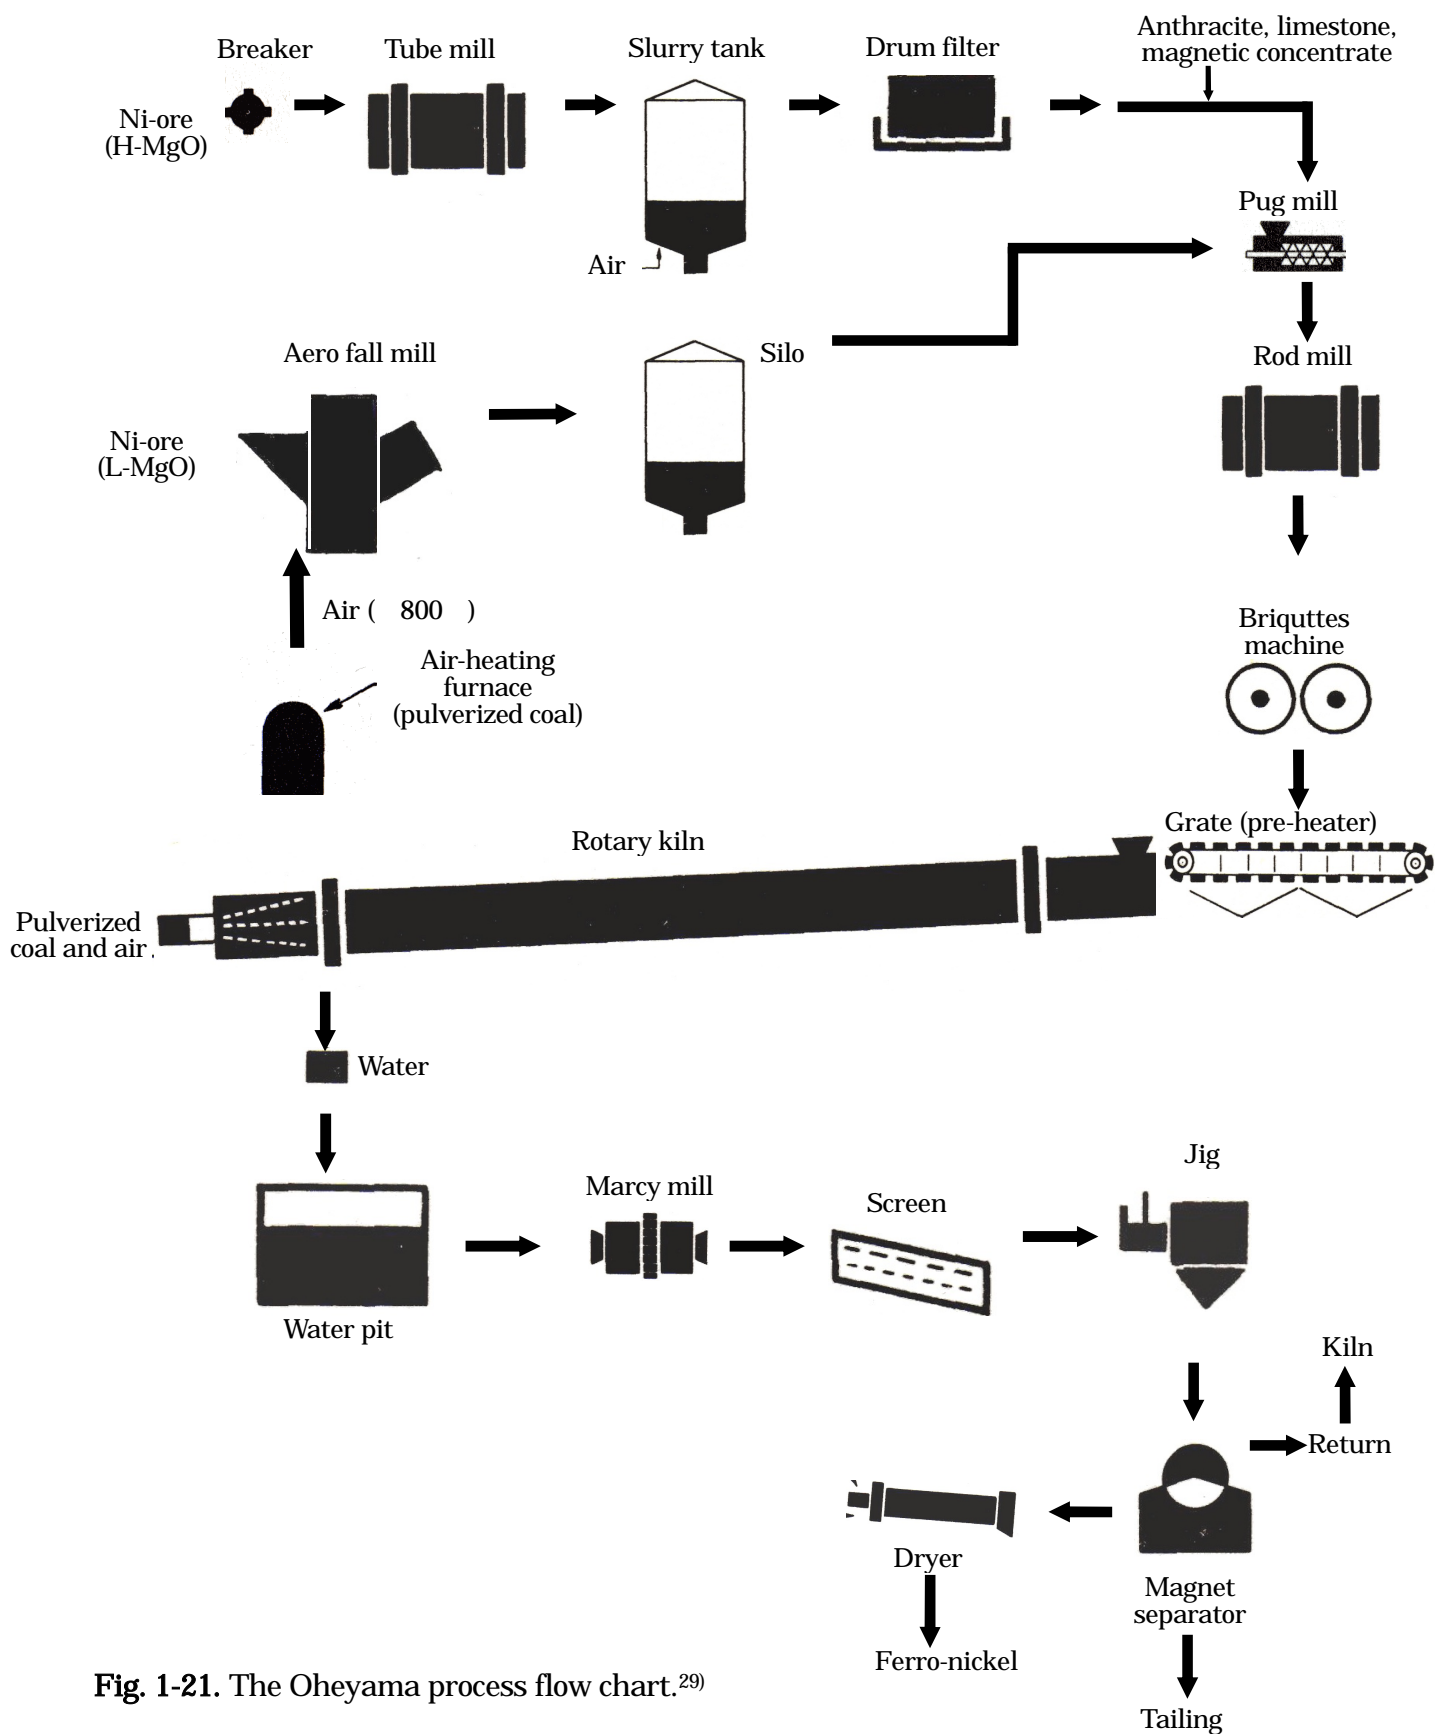 Breaker
Tube mill
Slurry tank
Drum filter
Anthracite, limestone,
magnetic concentrate
Ni-ore
(H-MgO)
Pug mill
Air
Aero fall mill
Silo
Rod mill
Ni-ore
(L-MgO)
Air ( 800 )
Air-heating
furnace
(pulverized coal)
Briquttes
machine
Rotary kiln
Grate (pre-heater)
Pulverized
coal and air
Water
Water pit
Marcy mill
Screen
Jig
Kiln
Return
Dryer
Magnet
separator
Ferro-nickel
Tailing
Fig. 1-21. The Oheyama process flow chart.29)